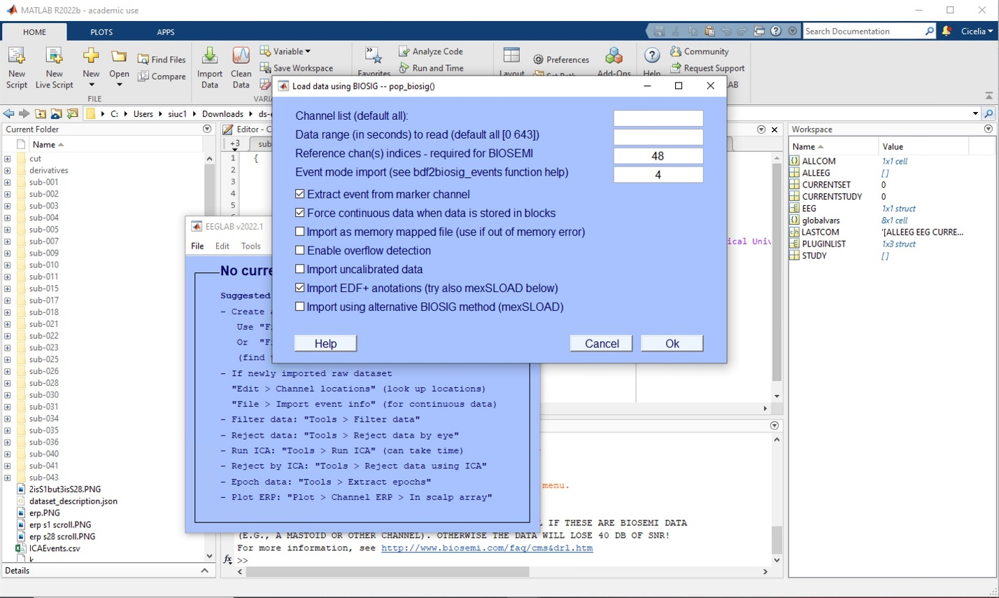 MATLAB R2022b - academic use
HOME PLOTS APPS
Search Documentation
Cicelia
New Script
New Live Script
New
Open
Find Files
Compare
FILE
Import Data
Clean Data
Variable
Save Workspace
Favorites
Analyze Code
Run and Time
Layout
Preferences
Set Path
Add-Ons
Help
Community
Request Support
C: Users siuc1 Downloads
Current Folder
Name
cut
derivatives
sub-001
sub-002
sub-003
sub-004
sub-005
sub-007
sub-009
sub-010
sub-011
sub-015
sub-017
sub-018
sub-021
sub-022
sub-023
sub-025
sub-026
sub-028
sub-030
sub-031
sub-034
sub-035
sub-036
sub-040
sub-041
sub-043
2isS1but3isS28.PNG
dataset_description.json
erp.PNG
erp s1 scroll.PNG
erp s28 scroll.PNG
ICAEvents.csv
Details
Editor - C
+3 sub
1 {
2
3
4
5
Load data using BIOSIG -- pop_biosig()
Channel list (default all):
Data range (in seconds) to read (default all [0 643])
Reference chan(s) indices - required for BIOSEMI 48
Event mode import (see bdf2biosig_events function help) 4
Extract event from marker channel
Force continuous data when data is stored in blocks
Import as memory mapped file (use if out of memory error)
Enable overflow detection
Import uncalibrated data
Import EDF+ anotations (try also mexSLOAD below)
Import using alternative BIOSIG method (mexSLOAD)
Help Cancel Ok
EEGLAB v2022.1
File Edit Tools
No curre
Suggested
- Create
Use "F
Or "F
(find
- If newly imported raw dataset
"Edit > Channel locations" (look up locations)
"File > Import event info" (for continuous data)
- Filter data: "Tools > Filter data"
- Reject data: "Tools > Reject data by eye"
- Run ICA: "Tools > Run ICA" (can take time)
- Reject by ICA: "Tools > Reject data using ICA"
- Epoch data: "Tools > Extract epochs"
- Plot ERP: "Plot > Channel ERP > In scalp array"
ical Univ
menu.
IF THESE ARE BIOSEMI DATA
(E.G., A MASTOID OR OTHER CHANNEL). OTHERWISE THE DATA WILL LOSE 40 DB OF SNR!
For more information, see http://www.biosemi.com/faq/cms&drl.htm
fx >>
Workspace
Name Value
ALLCOM 1x1 cell
ALLEEG []
CURRENTSET 0
CURRENTSTUDY 0
EEG 1x1 struct
globalvars 8x1 cell
LASTCOM '[ALLEEG EEG CURRE...
PLUGINLIST 1x3 struct
STUDY []